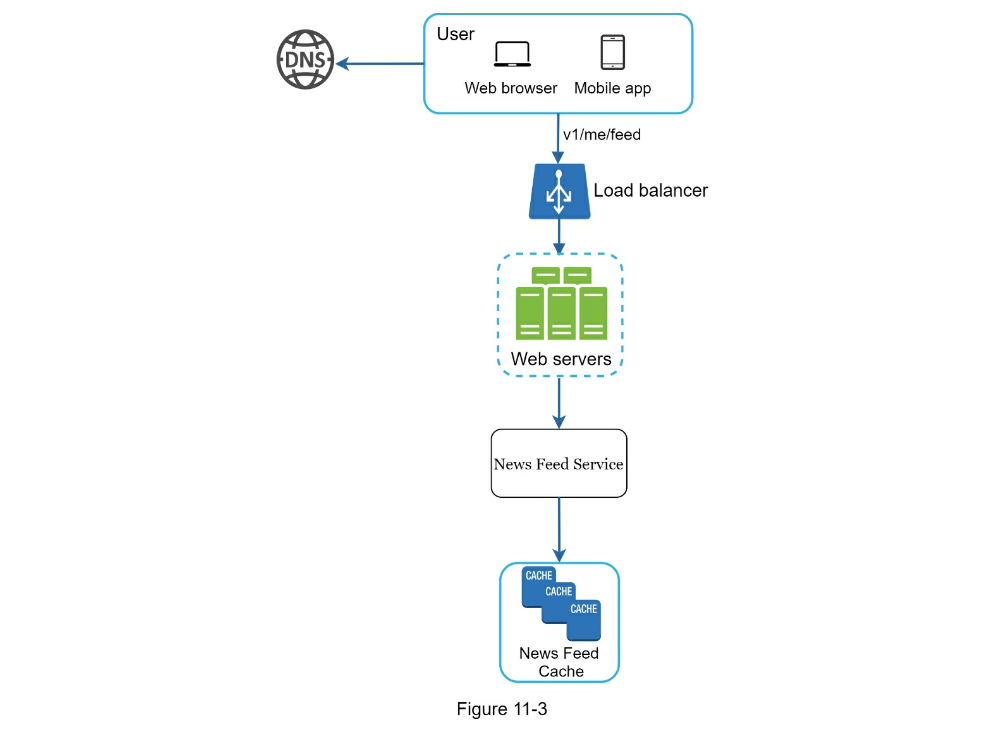 User
DNS
Web browser
Mobile app
v1/me/feed
Load balancer
Web servers
News Feed Service
CACHE
CACHE
CACHE
News Feed
Cache
Figure 11-3